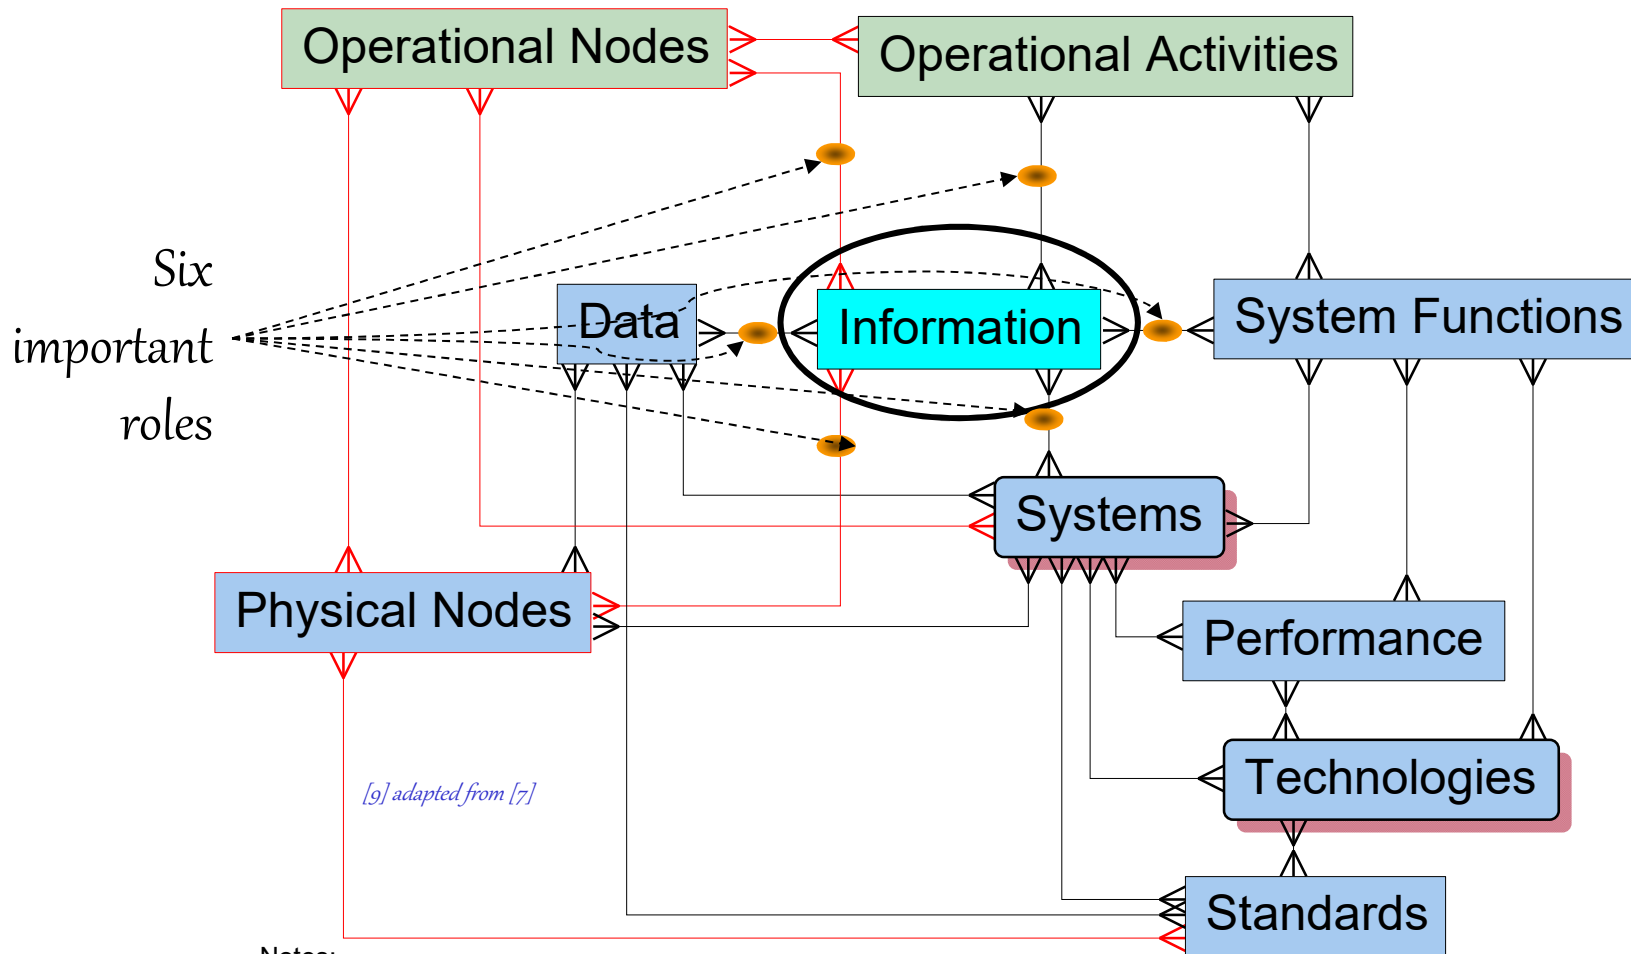 Operational Nodes
Operational Activities
Six
important
roles
Data
Information
System Functions
Systems
Physical Nodes
Performance
Technologies
[9] adapted from [7]
Standards
Notes: